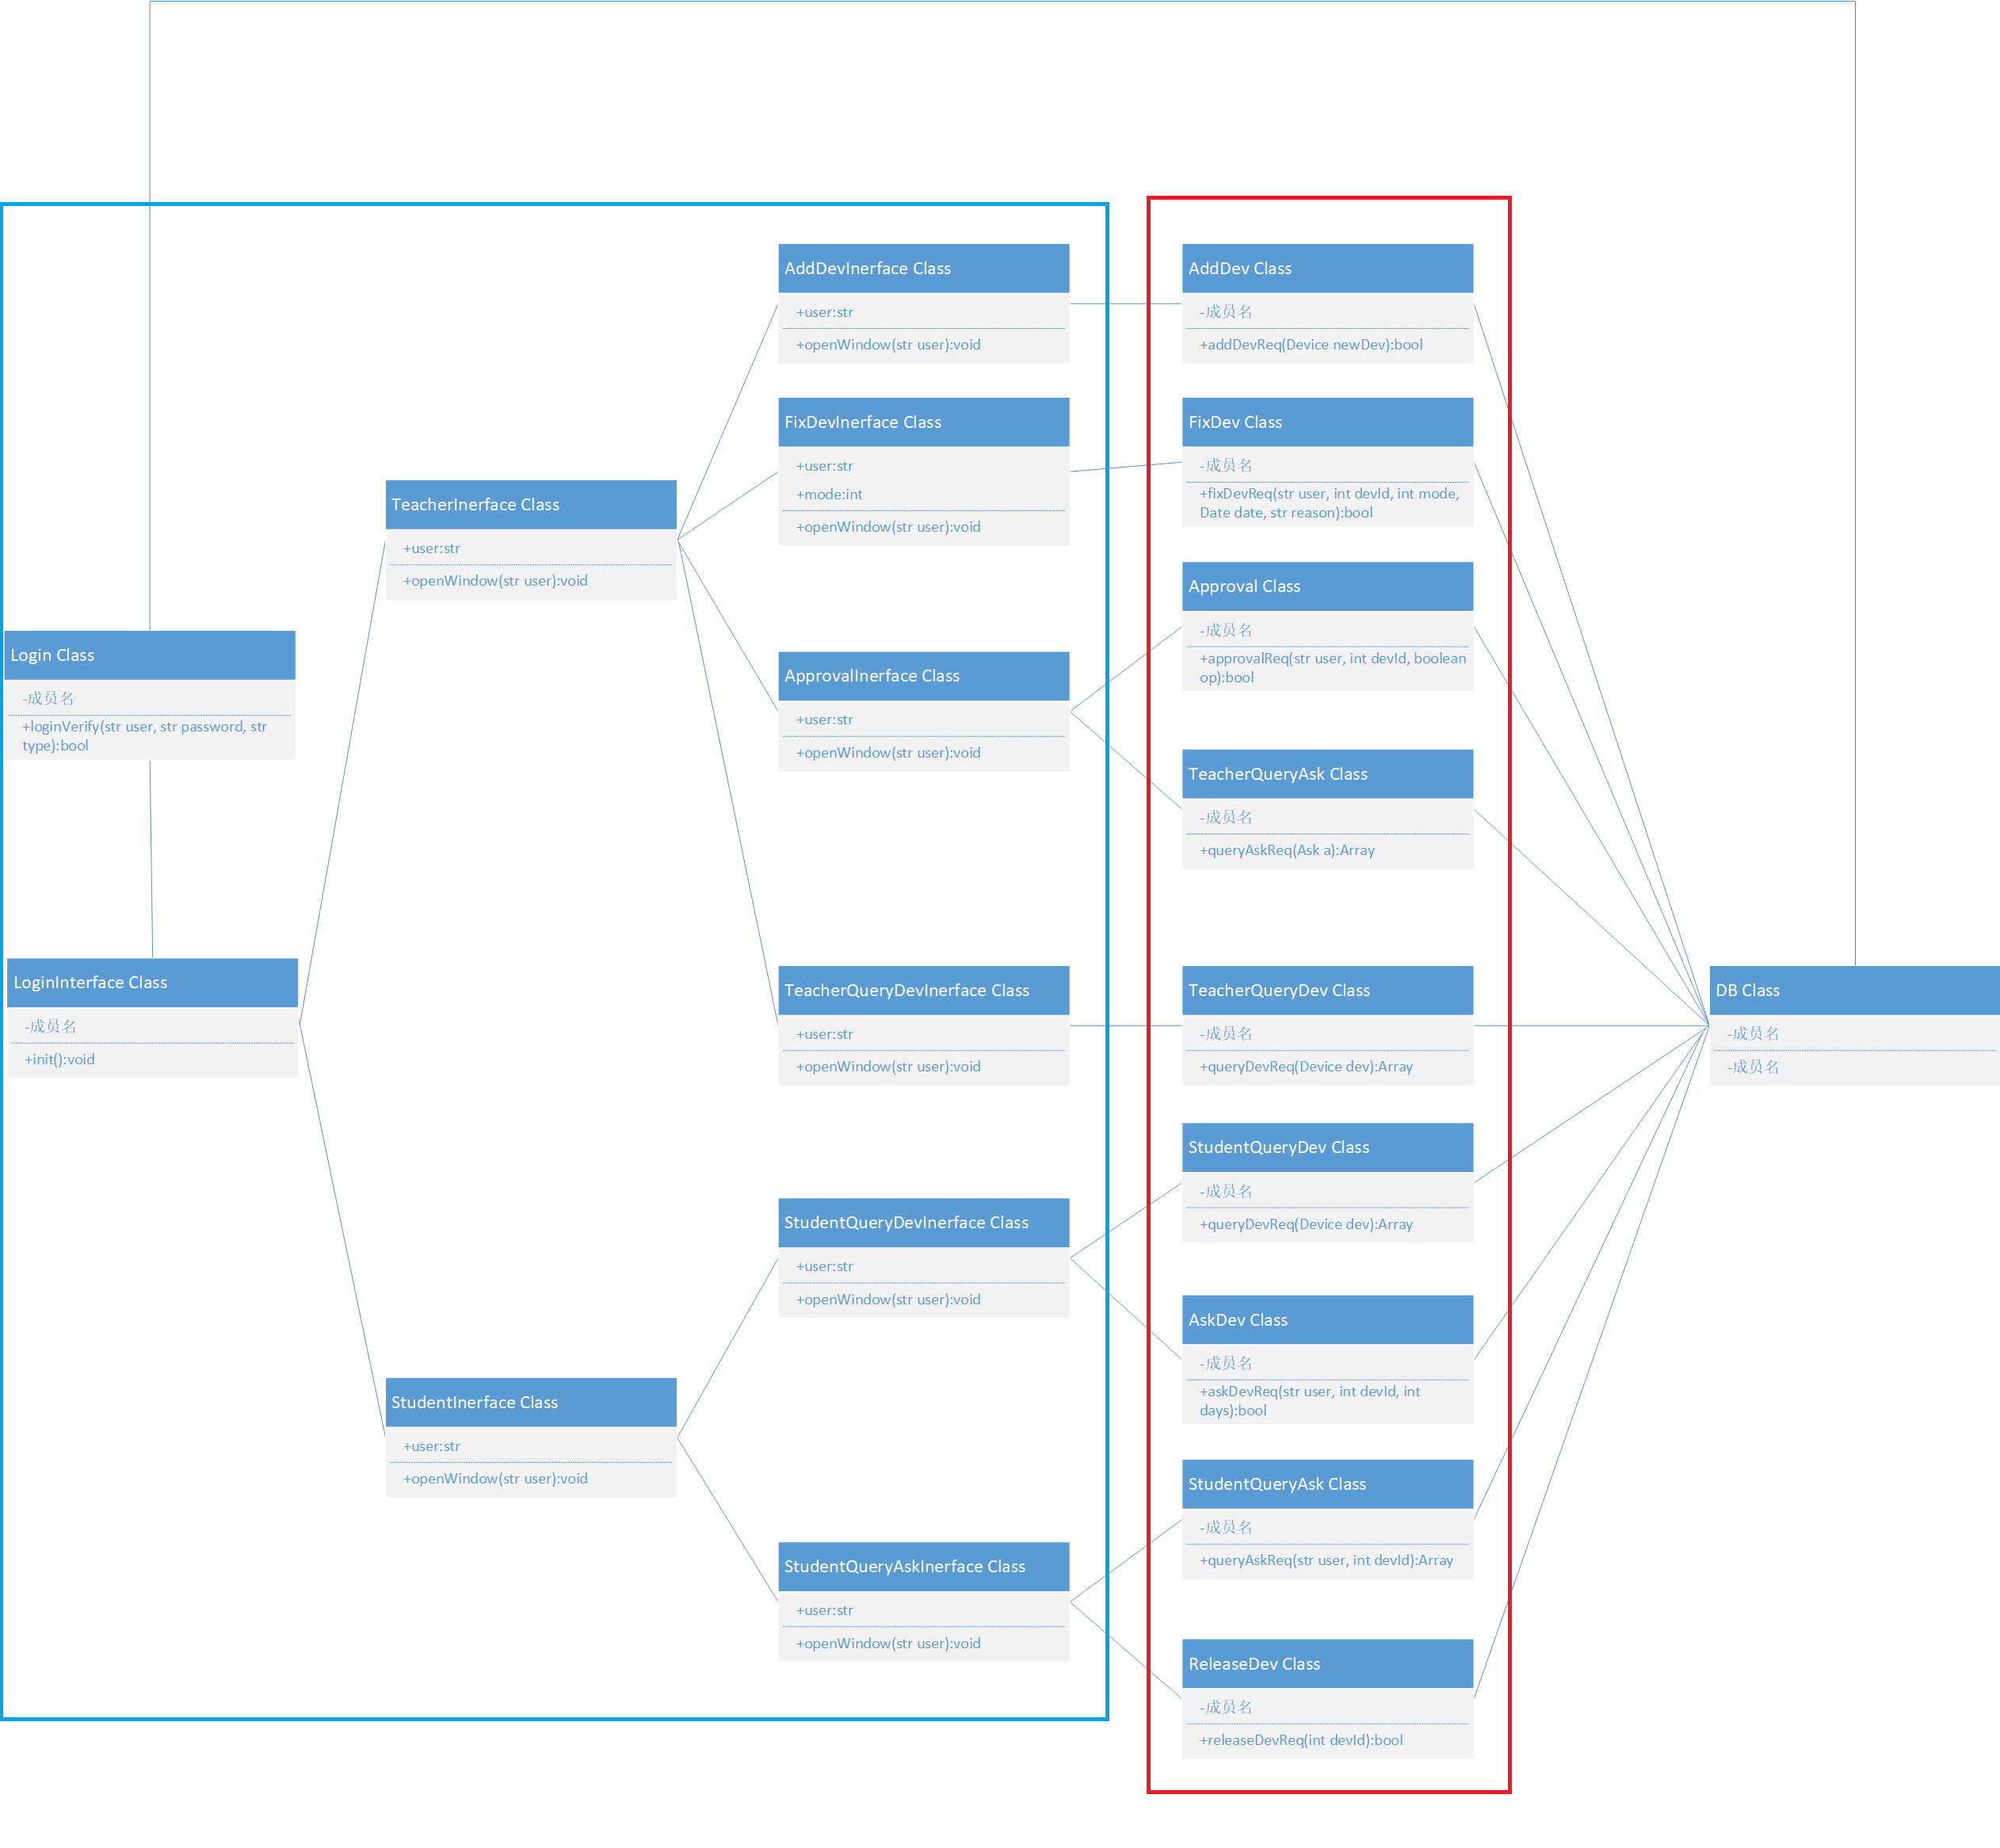 Login Class
-成员名
+loginVerify(str user, str password, str
type):bool
LoginInterface Class
-成员名
+init():void
TeacherInerface Class
+user:str
+openWindow(str user):void
StudentInerface Class
+user:str
+openWindow(str user):void
AddDevInerface Class
+user:str
+openWindow(str user):void
FixDevInerface Class
+user:str
+mode:int
+openWindow(str user):void
ApprovalInerface Class
+user:str
+openWindow(str user):void
TeacherQueryDevInerface Class
+user:str
+openWindow(str user):void
StudentQueryDevInerface Class
+user:str
+openWindow(str user):void
StudentQueryAskInerface Class
+user:str
+openWindow(str user):void
AddDev Class
-成员名
+addDevReq(Device newDev):bool
FixDev Class
-成员名
+fixDevReq(str user, int devId, int mode,
Date date, str reason):bool
Approval Class
-成员名
+approvalReq(str user, int devId, boolean
op):bool
TeacherQueryAsk Class
-成员名
+queryAskReq(Ask a):Array
TeacherQueryDev Class
-成员名
+queryDevReq(Device dev):Array
StudentQueryDev Class
-成员名
+queryDevReq(Device dev):Array
AskDev Class
-成员名
+askDevReq(str user, int devId, int
days):bool
StudentQueryAsk Class
-成员名
+queryAskReq(str user, int devId):Array
ReleaseDev Class
-成员名
+releaseDevReq(int devId):bool
DB Class
-成员名
-成员名